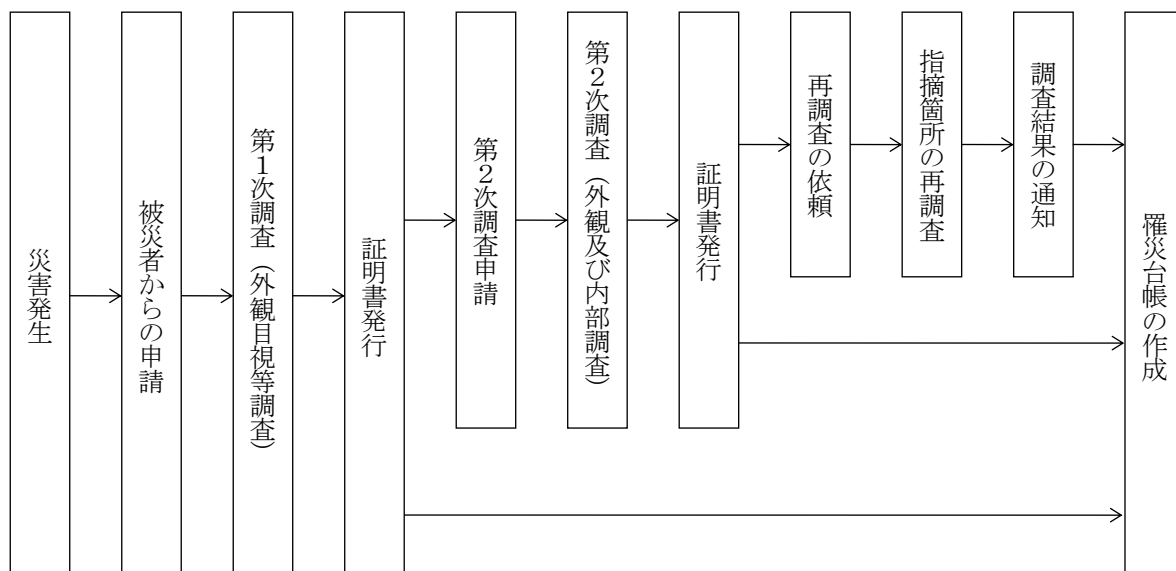 災害発生
被災者からの申請
第１次調査（外観目視等調査）
証明書発行
第２次調査申請
第２次調査（外観及び内部調査）
証明書発行
再調査の依頼
指摘箇所の再調査
調査結果の通知
罹災台帳の作成